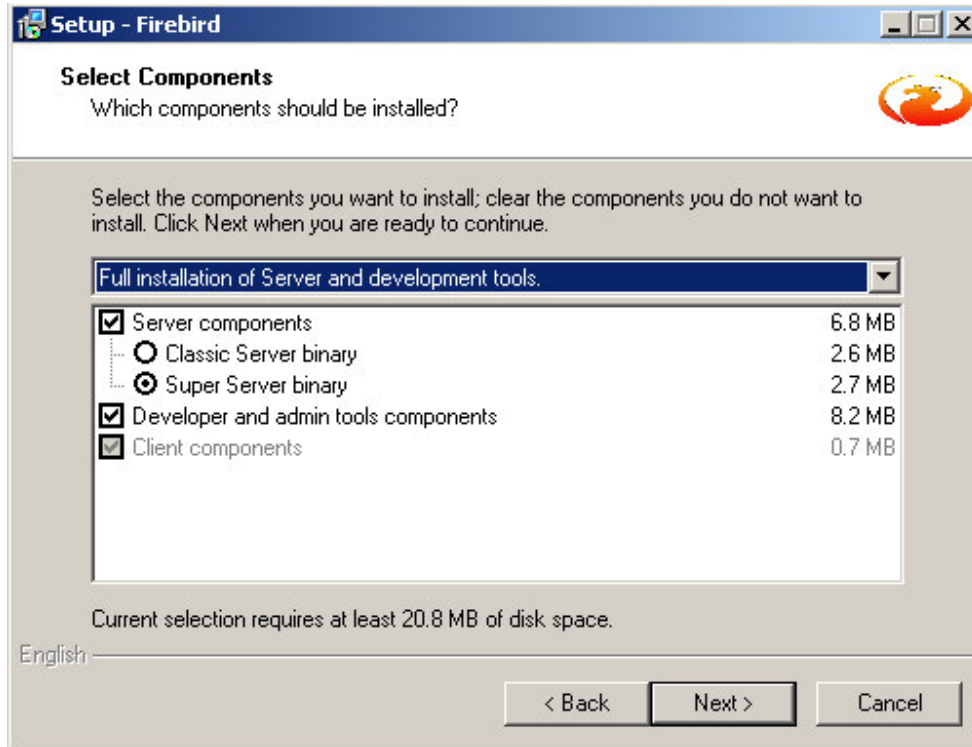 Setup - Firebird
Select Components
Which components should be installed?
Select the components you want to install; clear the components you do not want to
install. Click Next when you are ready to continue.
Full installation of Server and development tools.
Server components 6.8 MB
Classic Server binary 2.6 MB
Super Server binary 2.7 MB
Developer and admin tools components 8.2 MB
Client components 0.7 MB
Current selection requires at least 20.8 MB of disk space.
English
< Back Next > Cancel